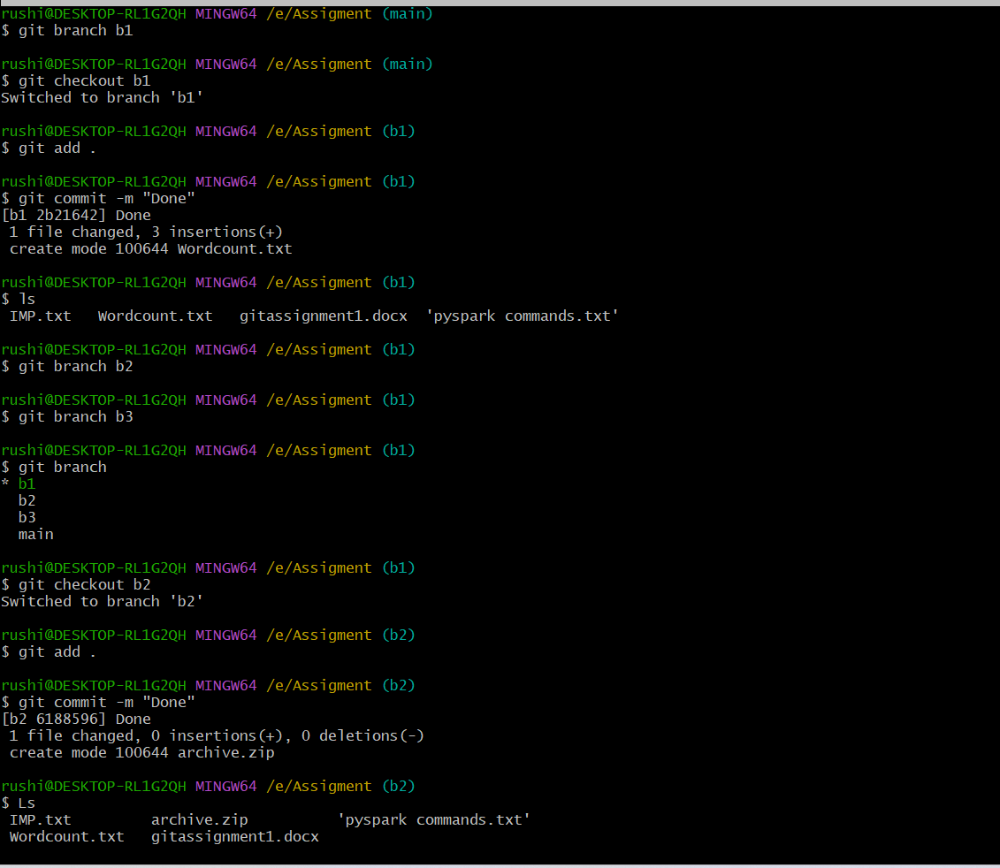 rushi@DESKTOP-RL1G2QH MINGW64 /e/Assigment (main)
$ git branch b1
rushi@DESKTOP-RL1G2QH MINGW64 /e/Assigment (main)
$ git checkout b1
Switched to branch 'b1'
rushi@DESKTOP-RL1G2QH MINGW64 /e/Assigment (b1)
$ git add .
rushi@DESKTOP-RL1G2QH MINGW64 /e/Assigment (b1)
$ git commit -m "Done"
[b1 2b21642] Done
 1 file changed, 3 insertions(+)
 create mode 100644 Wordcount.txt
rushi@DESKTOP-RL1G2QH MINGW64 /e/Assigment (b1)
$ ls
 IMP.txt   Wordcount.txt   gitassignment1.docx  'pyspark commands.txt'
rushi@DESKTOP-RL1G2QH MINGW64 /e/Assigment (b1)
$ git branch b2
rushi@DESKTOP-RL1G2QH MINGW64 /e/Assigment (b1)
$ git branch b3
rushi@DESKTOP-RL1G2QH MINGW64 /e/Assigment (b1)
$ git branch
* b1
  b2
  b3
  main
rushi@DESKTOP-RL1G2QH MINGW64 /e/Assigment (b1)
$ git checkout b2
Switched to branch 'b2'
rushi@DESKTOP-RL1G2QH MINGW64 /e/Assigment (b2)
$ git add .
rushi@DESKTOP-RL1G2QH MINGW64 /e/Assigment (b2)
$ git commit -m "Done"
[b2 6188596] Done
 1 file changed, 0 insertions(+), 0 deletions(-)
 create mode 100644 archive.zip
rushi@DESKTOP-RL1G2QH MINGW64 /e/Assigment (b2)
$ Ls
 IMP.txt         archive.zip          'pyspark commands.txt'
 Wordcount.txt   gitassignment1.docx